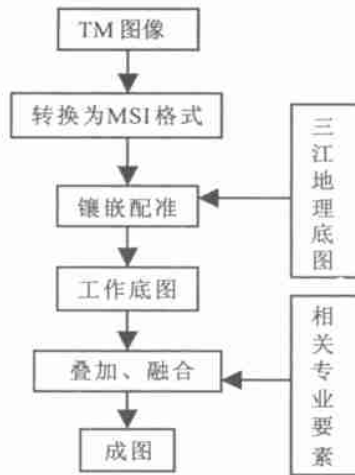 TM图像
转换为MSI格式
镶嵌配准
三江地理底图
工作底图
叠加、融合
相关专业要素
成图